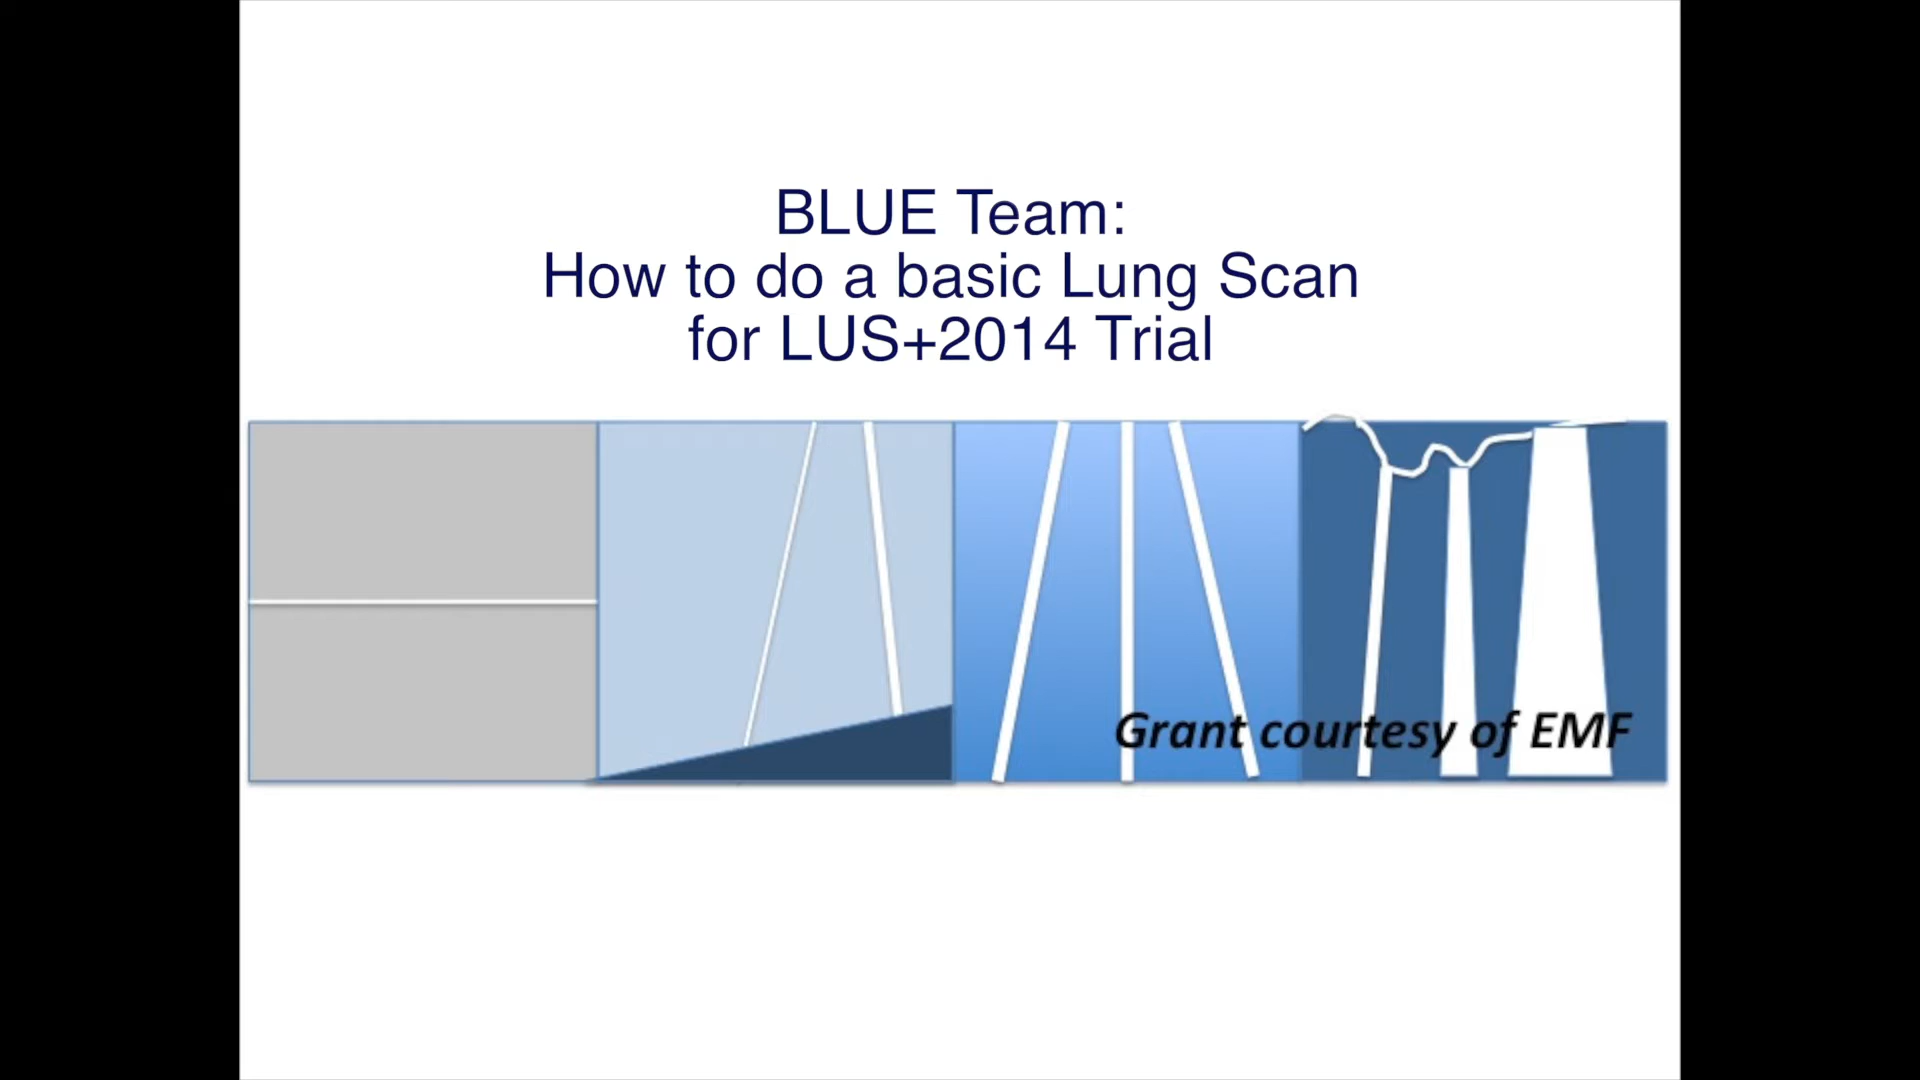 BLUE Team:
How to do a basic Lung Scan
for LUS+2014 Trial
Grant courtesy of EMF